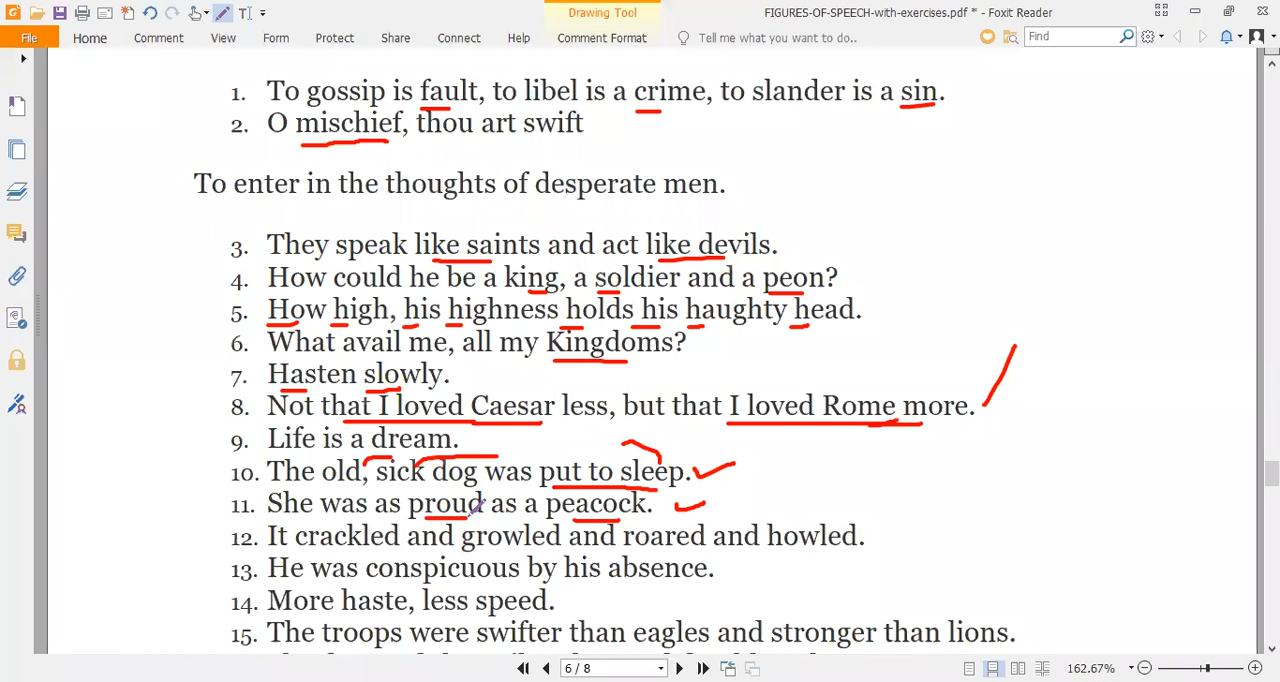 Drawing Tool
FIGURES-OF-SPEECH-with-exercises.pdf * - Foxit Reader
File Home Comment View Form Protect Share Connect Help Comment Format Tell me what you want to do.. Find
1. To gossip is fault, to libel is a crime, to slander is a sin.
2. O mischief, thou art swift
To enter in the thoughts of desperate men.
3. They speak like saints and act like devils.
4. How could he be a king, a soldier and a peon?
5. How high, his highness holds his haughty head.
6. What avail me, all my Kingdoms?
7. Hasten slowly.
8. Not that I loved Caesar less, but that I loved Rome more.
9. Life is a dream.
10. The old, sick dog was put to sleep.
11. She was as proud as a peacock.
12. It crackled and growled and roared and howled.
13. He was conspicuous by his absence.
14. More haste, less speed.
15. The troops were swifter than eagles and stronger than lions.
6 / 8
162.67%